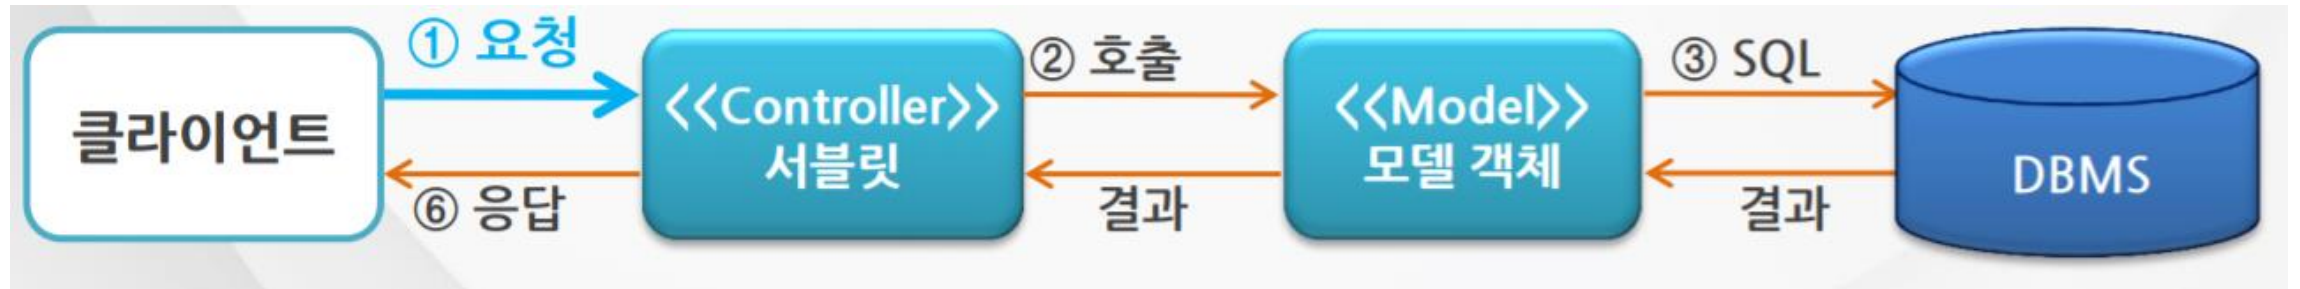 클라이언트
① 요청
⑥ 응답
<<Controller>>
서블릿
② 호출
결과
<<Model>>
모델 객체
③ SQL
결과
DBMS